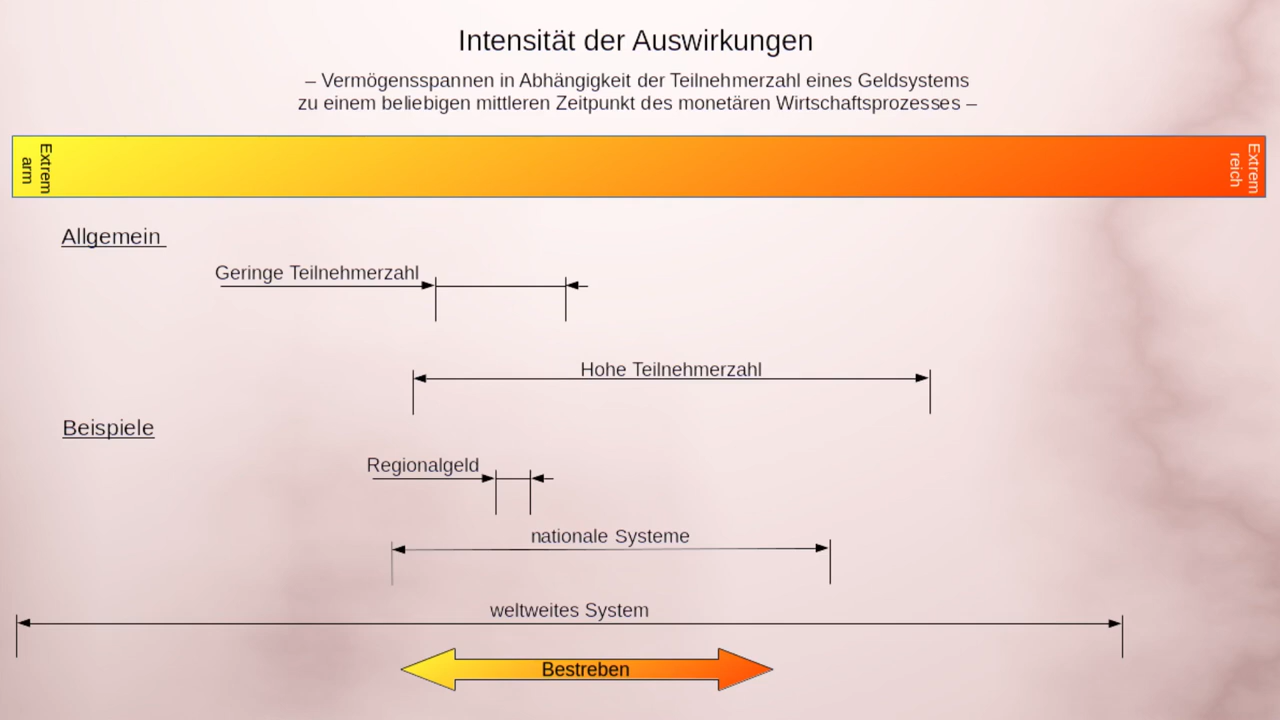 Intensität der Auswirkungen
– Vermögensspannen in Abhängigkeit der Teilnehmerzahl eines Geldsystems
zu einem beliebigen mittleren Zeitpunkt des monetären Wirtschaftsprozesses –
Extrem
arm
Extrem
reich
Allgemein
Geringe Teilnehmerzahl
Hohe Teilnehmerzahl
Beispiele
Regionalgeld
nationale Systeme
weltweites System
Bestreben